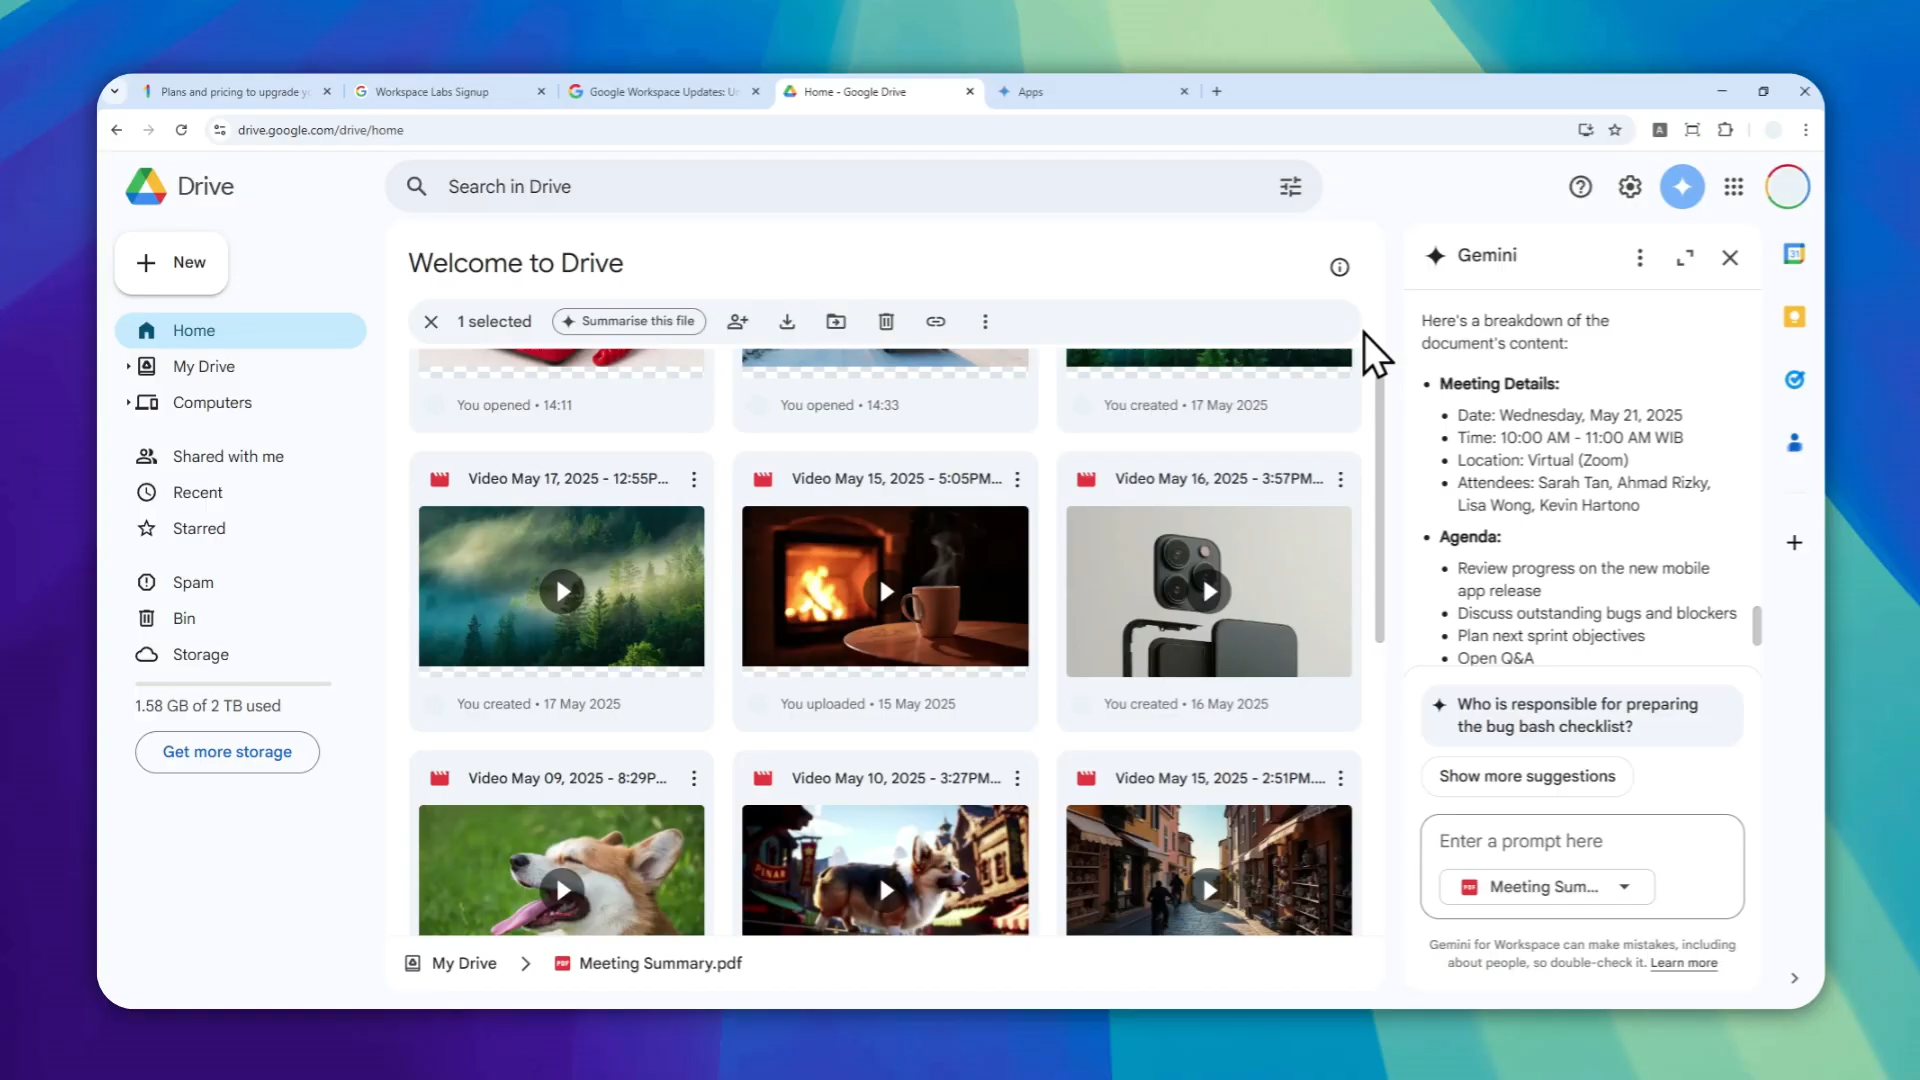 Plans and pricing to upgrade yo
Workspace Labs Signup
Google Workspace Updates: Un
Home - Google Drive
Apps
drive.google.com/drive/home
Drive
Search in Drive
New
Home
My Drive
Computers
Shared with me
Recent
Starred
Spam
Bin
Storage
1.58 GB of 2 TB used
Get more storage
Welcome to Drive
1 selected
Summarise this file
You opened • 14:11
You opened • 14:33
You created • 17 May 2025
Video May 17, 2025 - 12:55P...
Video May 15, 2025 - 5:05PM...
Video May 16, 2025 - 3:57PM...
You created • 17 May 2025
You uploaded • 15 May 2025
You created • 16 May 2025
Video May 09, 2025 - 8:29P...
Video May 10, 2025 - 3:27PM...
Video May 15, 2025 - 2:51PM....
PINAR
My Drive
PDF
Meeting Summary.pdf
Gemini
Here's a breakdown of the
document's content:
• Meeting Details:
• Date: Wednesday, May 21, 2025
• Time: 10:00 AM - 11:00 AM WIB
• Location: Virtual (Zoom)
• Attendees: Sarah Tan, Ahmad Rizky,
Lisa Wong, Kevin Hartono
• Agenda:
• Review progress on the new mobile
app release
• Discuss outstanding bugs and blockers
• Plan next sprint objectives
• Open Q&A
Who is responsible for preparing
the bug bash checklist?
Show more suggestions
Enter a prompt here
PDF
Meeting Sum...
Gemini for Workspace can make mistakes, including
about people, so double-check it. Learn more
31
A